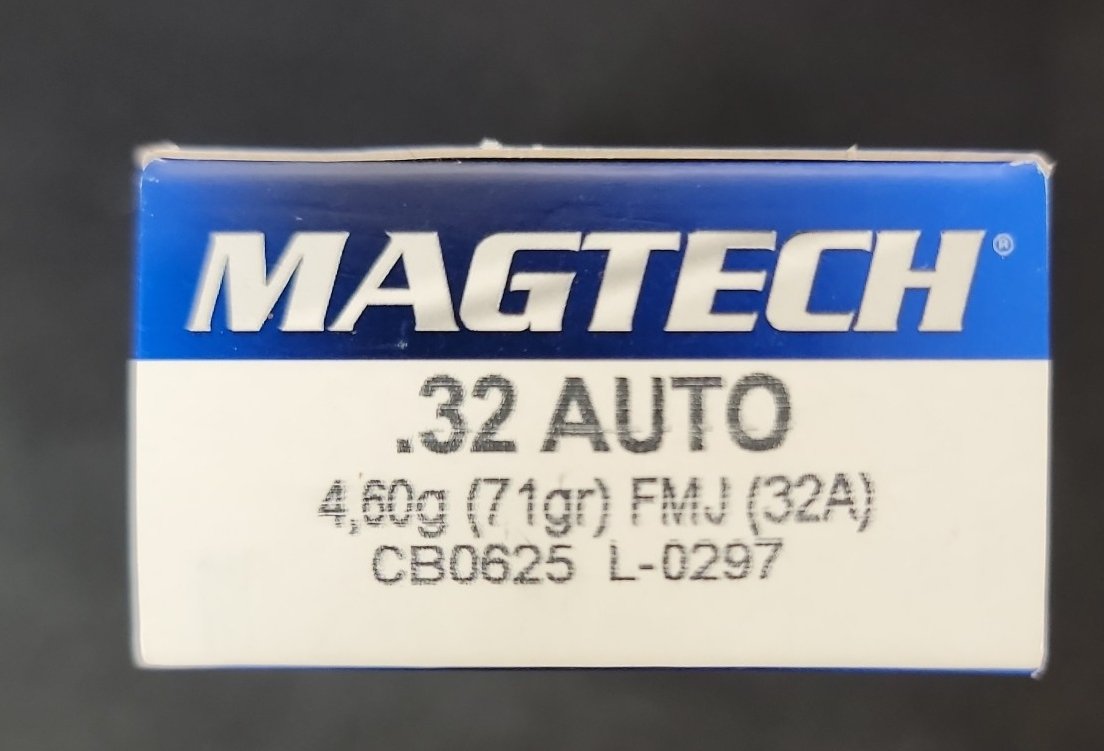 MAGTECH®
.32 AUTO
4,60g (71gr) FMJ (32A)
CB0625 L-0297